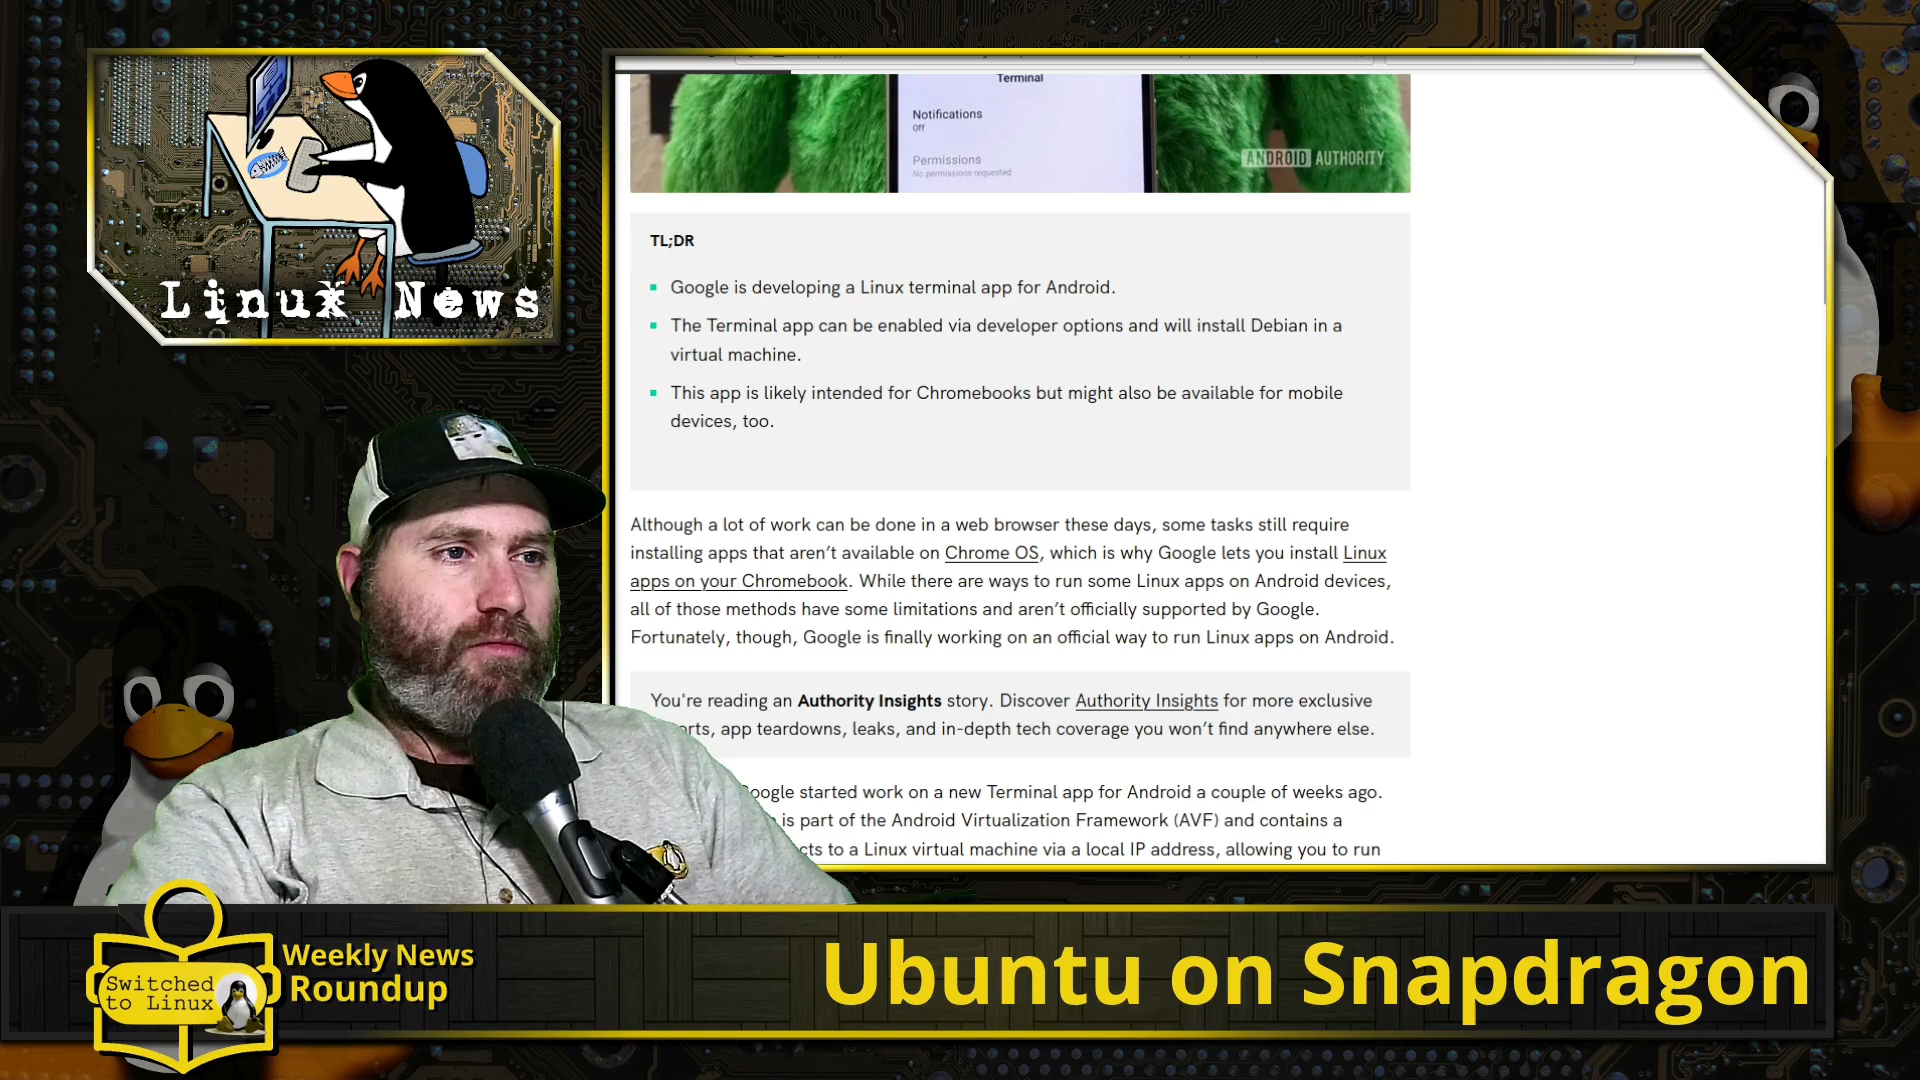 Linux News
Terminal
Notifications
Off
Permissions
No permissions requested
ANDROID AUTHORITY
TL;DR
Google is developing a Linux terminal app for Android.
The Terminal app can be enabled via developer options and will install Debian in a
virtual machine.
This app is likely intended for Chromebooks but might also be available for mobile
devices, too.
Although a lot of work can be done in a web browser these days, some tasks still require
installing apps that aren’t available on Chrome OS, which is why Google lets you install Linux
apps on your Chromebook. While there are ways to run some Linux apps on Android devices,
all of those methods have some limitations and aren’t officially supported by Google.
Fortunately, though, Google is finally working on an official way to run Linux apps on Android.
You're reading an Authority Insights story. Discover Authority Insights for more exclusive
app teardowns, leaks, and in-depth tech coverage you won’t find anywhere else.
started work on a new Terminal app for Android a couple of weeks ago.
is part of the Android Virtualization Framework (AVF) and contains a
to a Linux virtual machine via a local IP address, allowing you to run
Switched
to Linux
Weekly News
Roundup
Ubuntu on Snapdragon